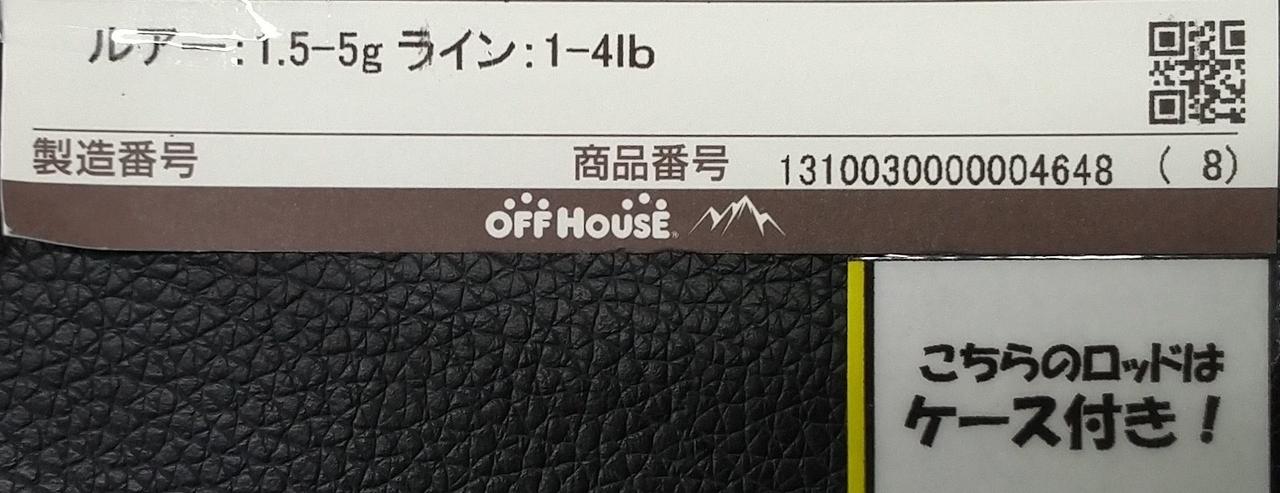 ルアー:1.5-5g ライン:1-4lb
製造番号 商品番号 1310030000004648 ( 8)
OFF HOUSE®
こちらのロッドは
ケース付き!